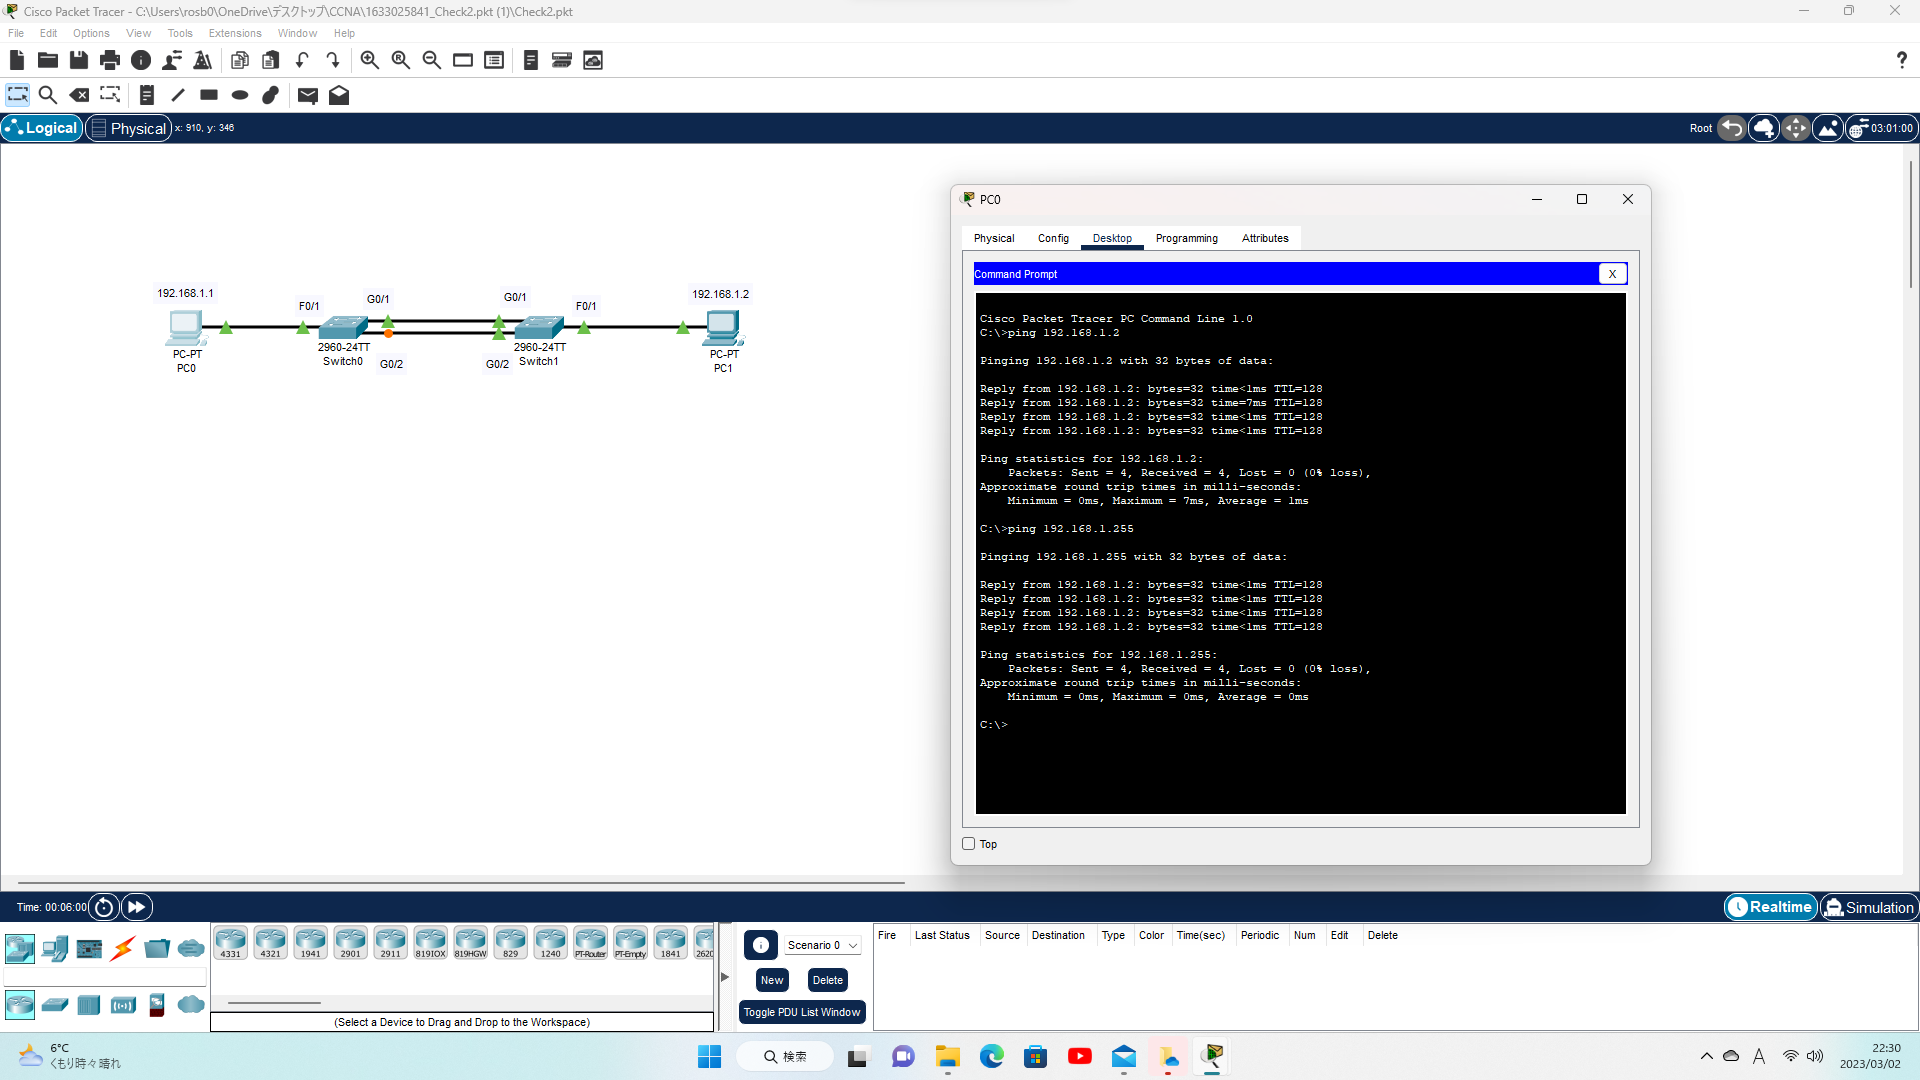 Cisco Packet Tracer - C:\Users\rosb0\OneDrive\デスクトップ\CCNA\1633025841_Check2.pkt (1)\Check2.pkt
File Edit Options View Tools Extensions Window Help
?
Logical Physical x: 910, y: 346 Root 03:01:00
192.168.1.1
F0/1
G0/1
G0/1
F0/1
192.168.1.2
PC-PT
PC0
2960-24TT
Switch0
G0/2
G0/2
2960-24TT
Switch1
PC-PT
PC1
PC0
Physical Config Desktop Programming Attributes
Command Prompt X
Cisco Packet Tracer PC Command Line 1.0
C:\>ping 192.168.1.2
Pinging 192.168.1.2 with 32 bytes of data:
Reply from 192.168.1.2: bytes=32 time<1ms TTL=128
Reply from 192.168.1.2: bytes=32 time=7ms TTL=128
Reply from 192.168.1.2: bytes=32 time<1ms TTL=128
Reply from 192.168.1.2: bytes=32 time<1ms TTL=128
Ping statistics for 192.168.1.2:
Packets: Sent = 4, Received = 4, Lost = 0 (0% loss),
Approximate round trip times in milli-seconds:
Minimum = 0ms, Maximum = 7ms, Average = 1ms
C:\>ping 192.168.1.255
Pinging 192.168.1.255 with 32 bytes of data:
Reply from 192.168.1.2: bytes=32 time<1ms TTL=128
Reply from 192.168.1.2: bytes=32 time<1ms TTL=128
Reply from 192.168.1.2: bytes=32 time<1ms TTL=128
Reply from 192.168.1.2: bytes=32 time<1ms TTL=128
Ping statistics for 192.168.1.255:
Packets: Sent = 4, Received = 4, Lost = 0 (0% loss),
Approximate round trip times in milli-seconds:
Minimum = 0ms, Maximum = 0ms, Average = 0ms
C:\>
Top
Time: 00:06:00 Realtime Simulation
4331 4321 1941 2901 2911 819IOX 819HGW 829 1240 PT-Router PT-Empty 1841 2620
(Select a Device to Drag and Drop to the Workspace)
Scenario 0
New Delete
Toggle PDU List Window
Fire Last Status Source Destination Type Color Time(sec) Periodic Num Edit Delete
6°C
くもり時々晴れ
検索
A
22:30
2023/03/02